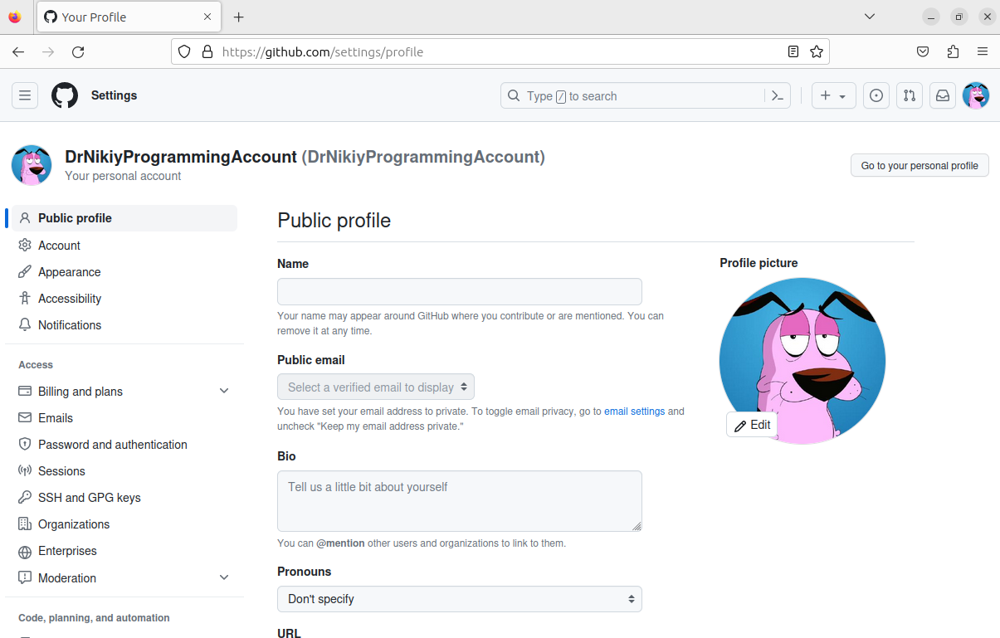 Your Profile
https://github.com/settings/profile
Settings
Type / to search
DrNikiyProgrammingAccount (DrNikiyProgrammingAccount)
Your personal account
Go to your personal profile
Public profile
Account
Appearance
Accessibility
Notifications
Access
Billing and plans
Emails
Password and authentication
Sessions
SSH and GPG keys
Organizations
Enterprises
Moderation
Code, planning, and automation
Public profile
Name
Your name may appear around GitHub where you contribute or are mentioned. You can
remove it at any time.
Public email
Select a verified email to display
You have set your email address to private. To toggle email privacy, go to email settings and
uncheck "Keep my email address private."
Bio
Tell us a little bit about yourself
You can @mention other users and organizations to link to them.
Pronouns
Don't specify
URL
Profile picture
Edit